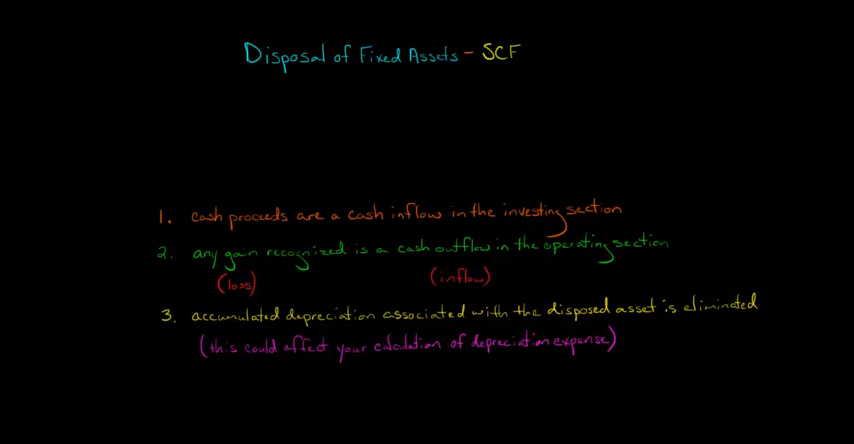 Disposal of Fixed Assets - SCF
1. cash proceeds are a cash inflow in the investing section
2. any gain recognized is a cash outflow in the operating section
(loss) (inflow)
3. accumulated depreciation associated with the disposed asset is eliminated
(this could affect your calculation of depreciation expense)